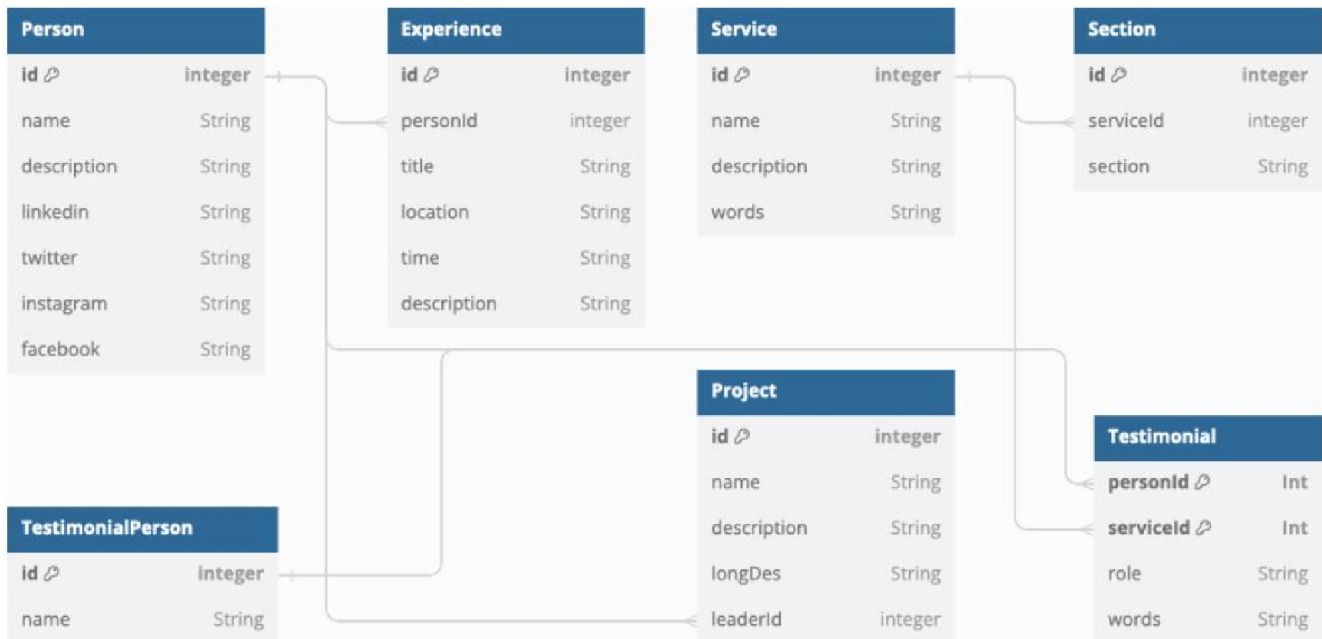 Person
id integer
name String
description String
linkedin String
twitter String
instagram String
facebook String
Experience
id integer
personId integer
title String
location String
time String
description String
Service
id integer
name String
description String
words String
Section
id integer
serviceId integer
section String
TestimonialPerson
id integer
name String
Project
id integer
name String
description String
longDes String
leaderId integer
Testimonial
personId Int
serviceId Int
role String
words String